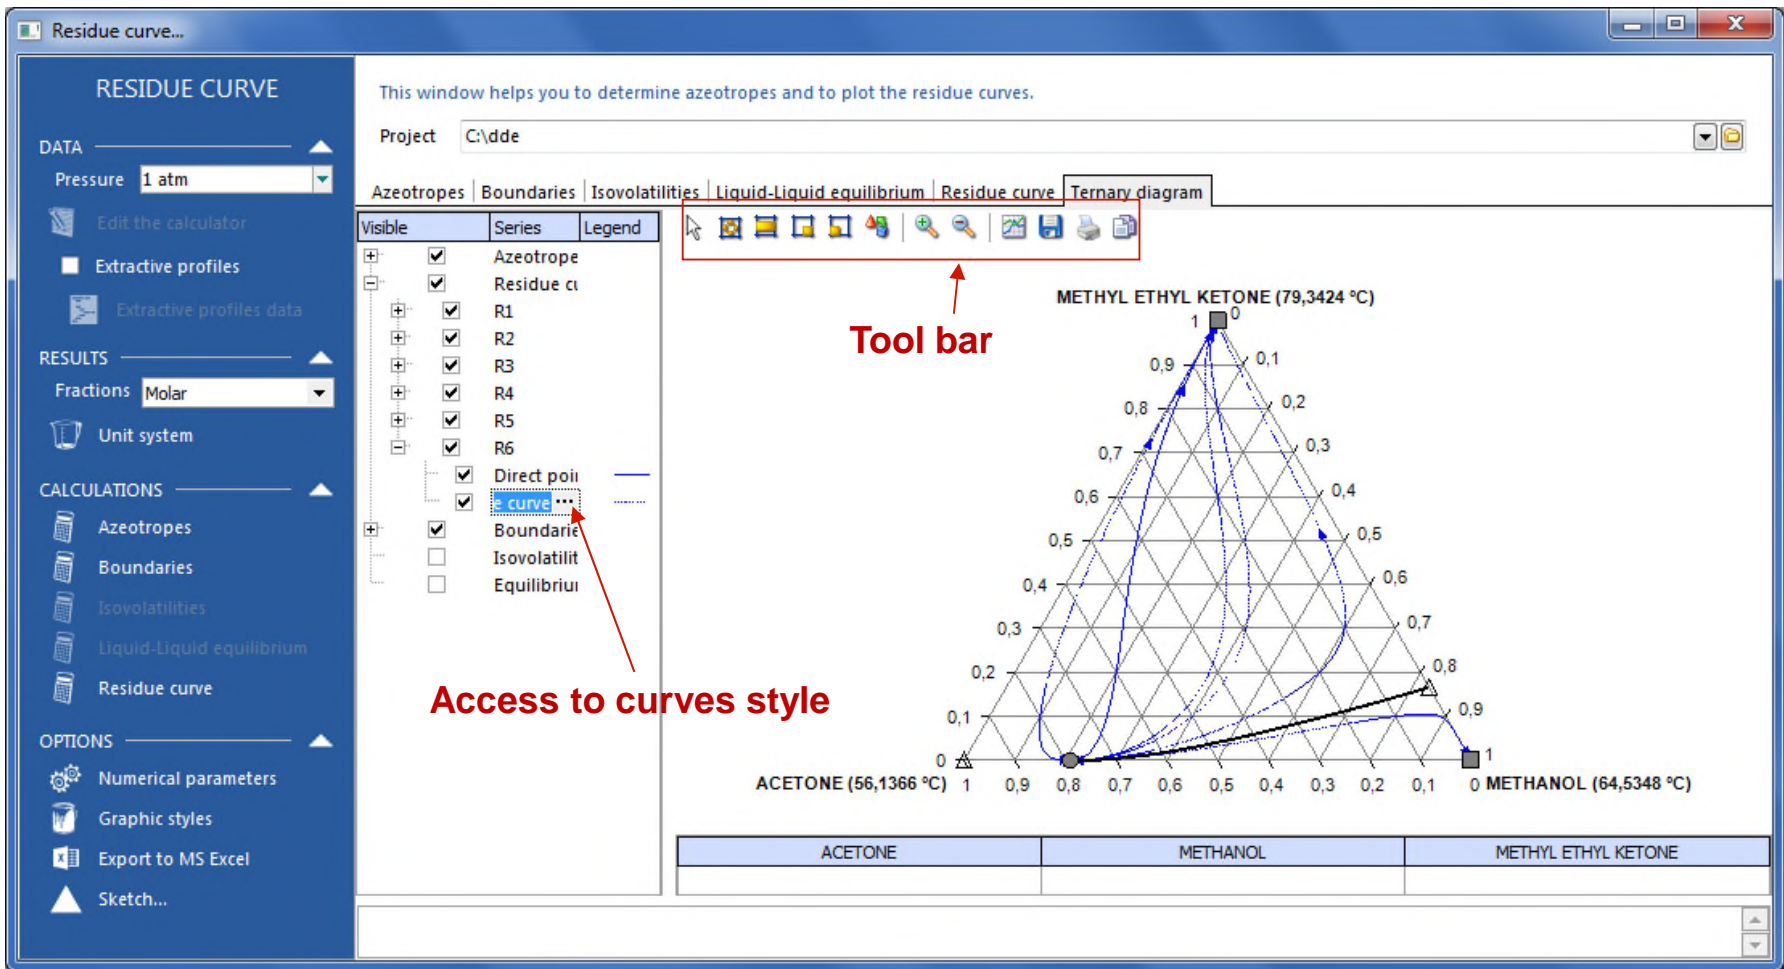 Residue curve...
RESIDUE CURVE
DATA
Pressure 1 atm
Edit the calculator
Extractive profiles
Extractive profiles data
RESULTS
Fractions Molar
Unit system
CALCULATIONS
Azeotropes
Boundaries
Isovolatilities
Liquid-Liquid equilibrium
Residue curve
OPTIONS
Numerical parameters
Graphic styles
Export to MS Excel
Sketch...
This window helps you to determine azeotropes and to plot the residue curves.
Project C:\dde
Azeotropes Boundaries Isovolatilities Liquid-Liquid equilibrium Residue curve Ternary diagram
Visible Series Legend
Azeotrope
Residue cu
R1
R2
R3
R4
R5
R6
Direct poin
e curve ...
Boundarie
Isovolatilit
Equilibriu
Tool bar
Access to curves style
METHYL ETHYL KETONE (79,3424 ºC)
1 0
0,9 0,1
0,8 0,2
0,7 0,3
0,6 0,4
0,5 0,5
0,4 0,6
0,3 0,7
0,2 0,8
0,1 0,9
0 1
ACETONE (56,1366 ºC) 1 0,9 0,8 0,7 0,6 0,5 0,4 0,3 0,2 0,1 0 METHANOL (64,5348 ºC)
ACETONE METHANOL METHYL ETHYL KETONE